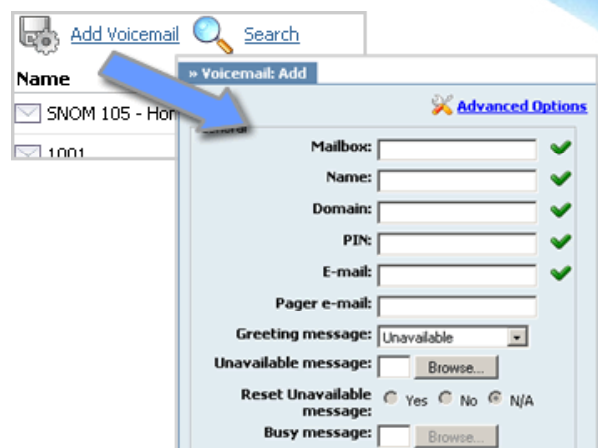 Add Voicemail Search
Name
SNOM 105 - Hor
1001
» Voicemail: Add
Advanced Options
General
Mailbox:
Name:
Domain:
PIN:
E-mail:
Pager e-mail:
Greeting message: Unavailable
Unavailable message: Browse...
Reset Unavailable message: Yes No N/A
Busy message: Browse...